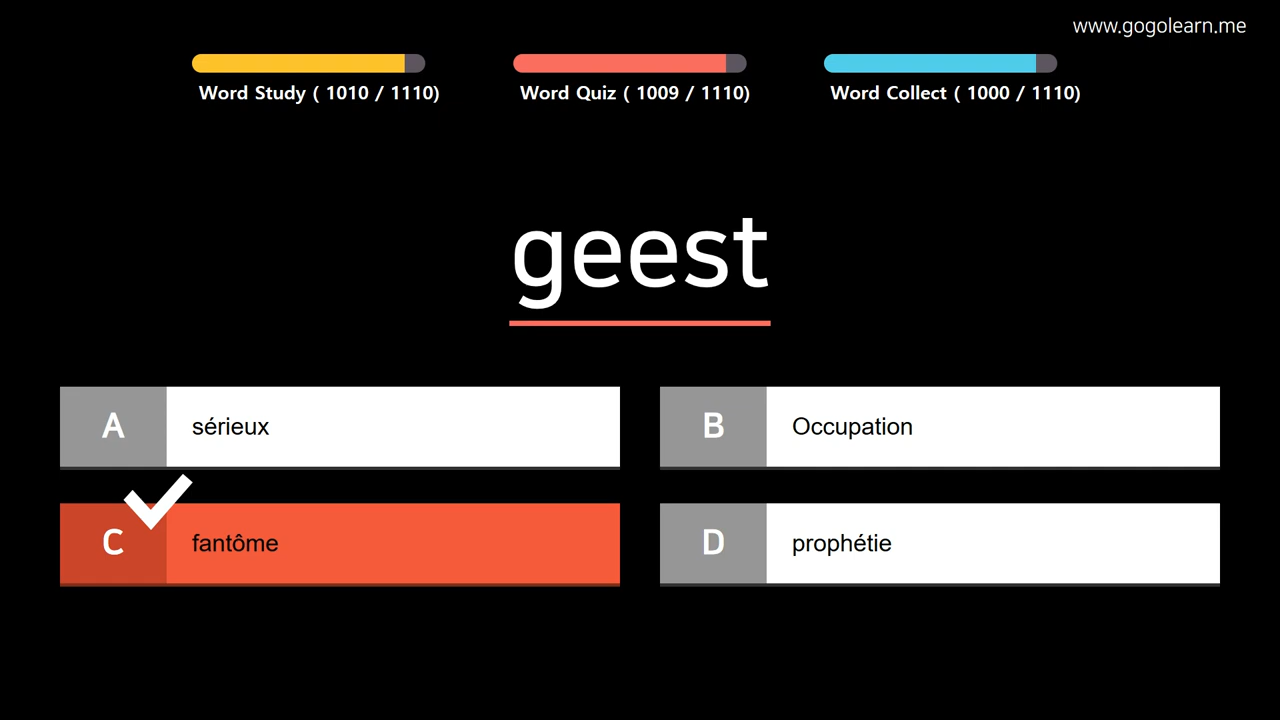 www.gogolearn.me
Word Study ( 1010 / 1110)
Word Quiz ( 1009 / 1110)
Word Collect ( 1000 / 1110)
geest
A sérieux
B Occupation
C fantôme
D prophétie